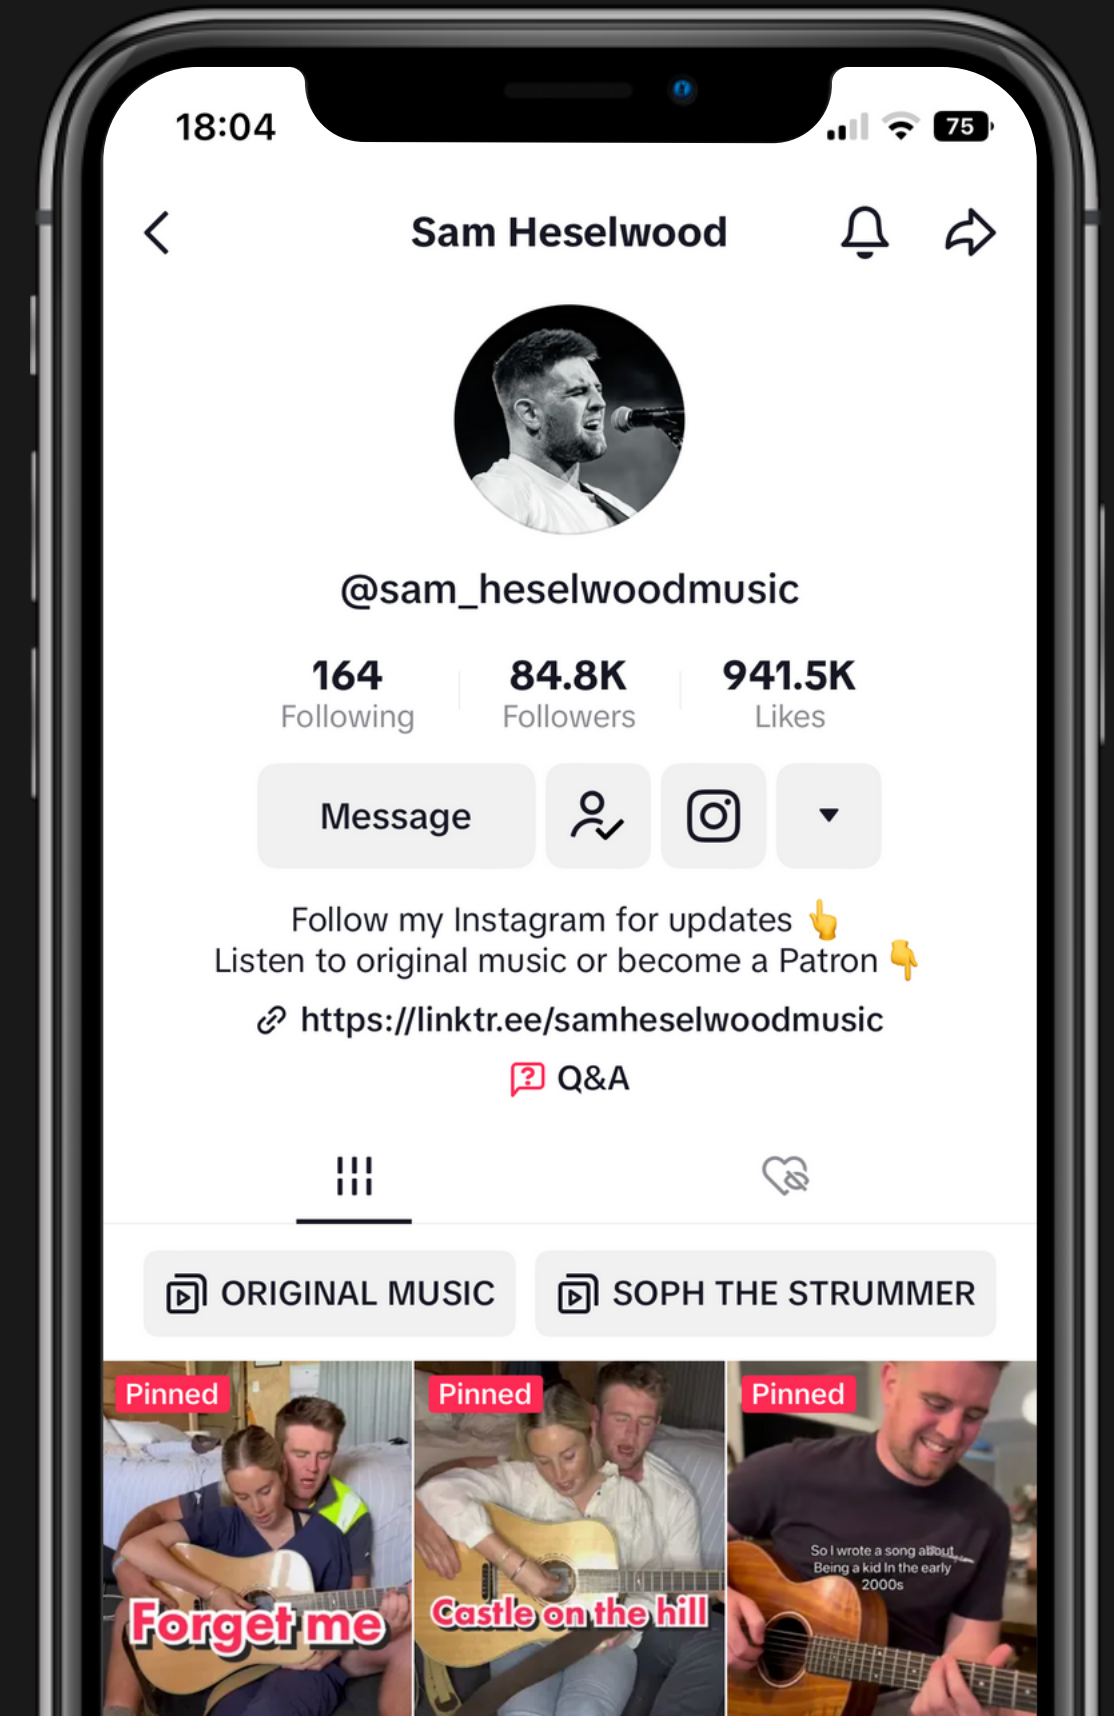 18:04
75
Sam Heselwood
@sam_heselwoodmusic
164
84.8K
941.5K
Following
Followers
Likes
Message
Follow my Instagram for updates 👆
Listen to original music or become a Patron 👇
https://linktr.ee/samheselwoodmusic
Q&A
ORIGINAL MUSIC
SOPH THE STRUMMER
Pinned
Pinned
Pinned
Forget me
Castle on the hill
So I wrote a song about
Being a kid In the early
2000s